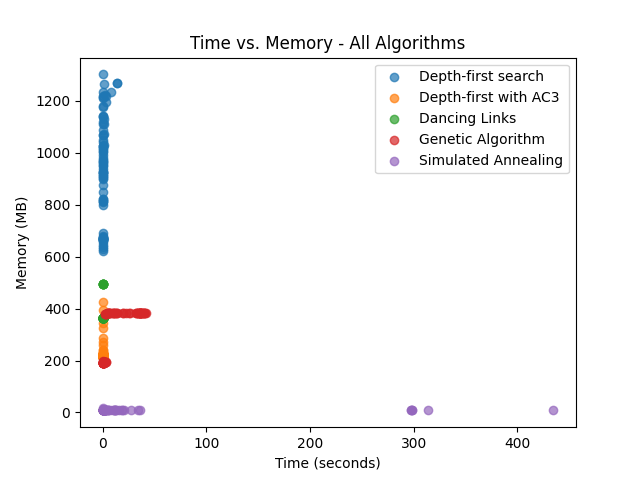 Time vs. Memory - All Algorithms
Depth-first search
Depth-first with AC3
Dancing Links
Genetic Algorithm
Simulated Annealing
Memory (MB)
1200
1000
800
600
400
200
0
0 100 200 300 400
Time (seconds)